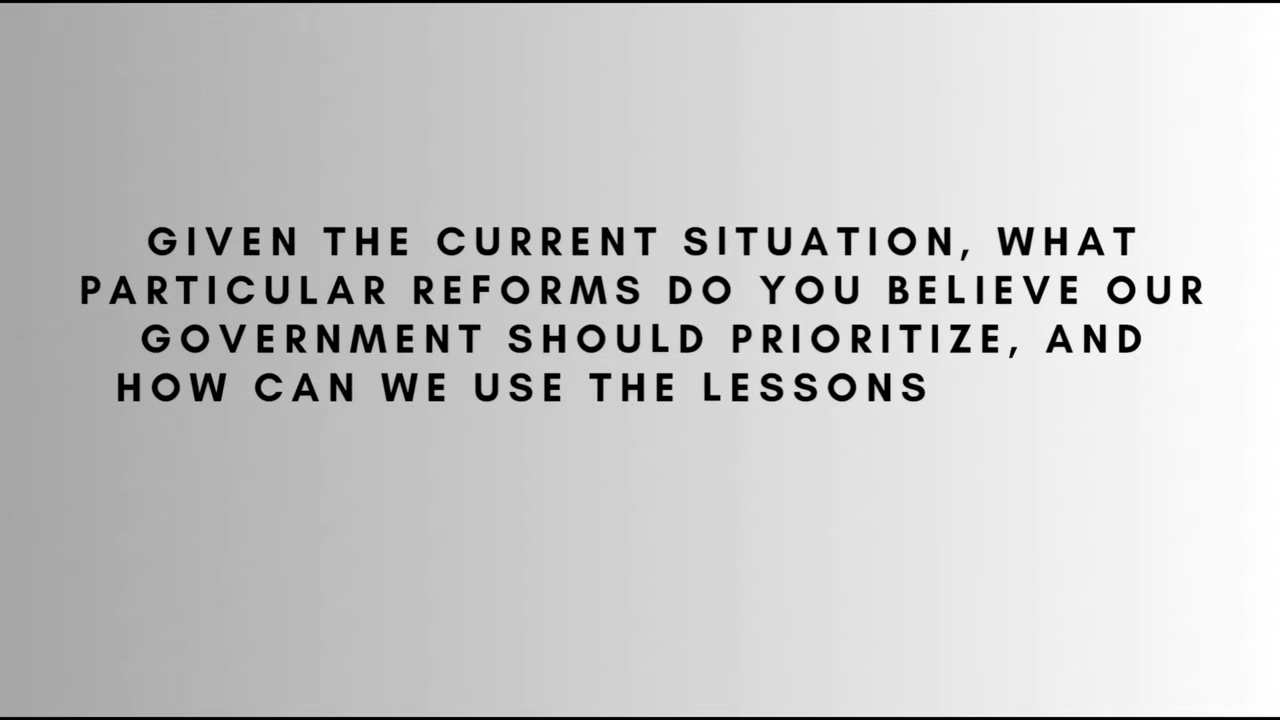 GIVEN THE CURRENT SITUATION, WHAT
PARTICULAR REFORMS DO YOU BELIEVE OUR
GOVERNMENT SHOULD PRIORITIZE, AND
HOW CAN WE USE THE LESSONS